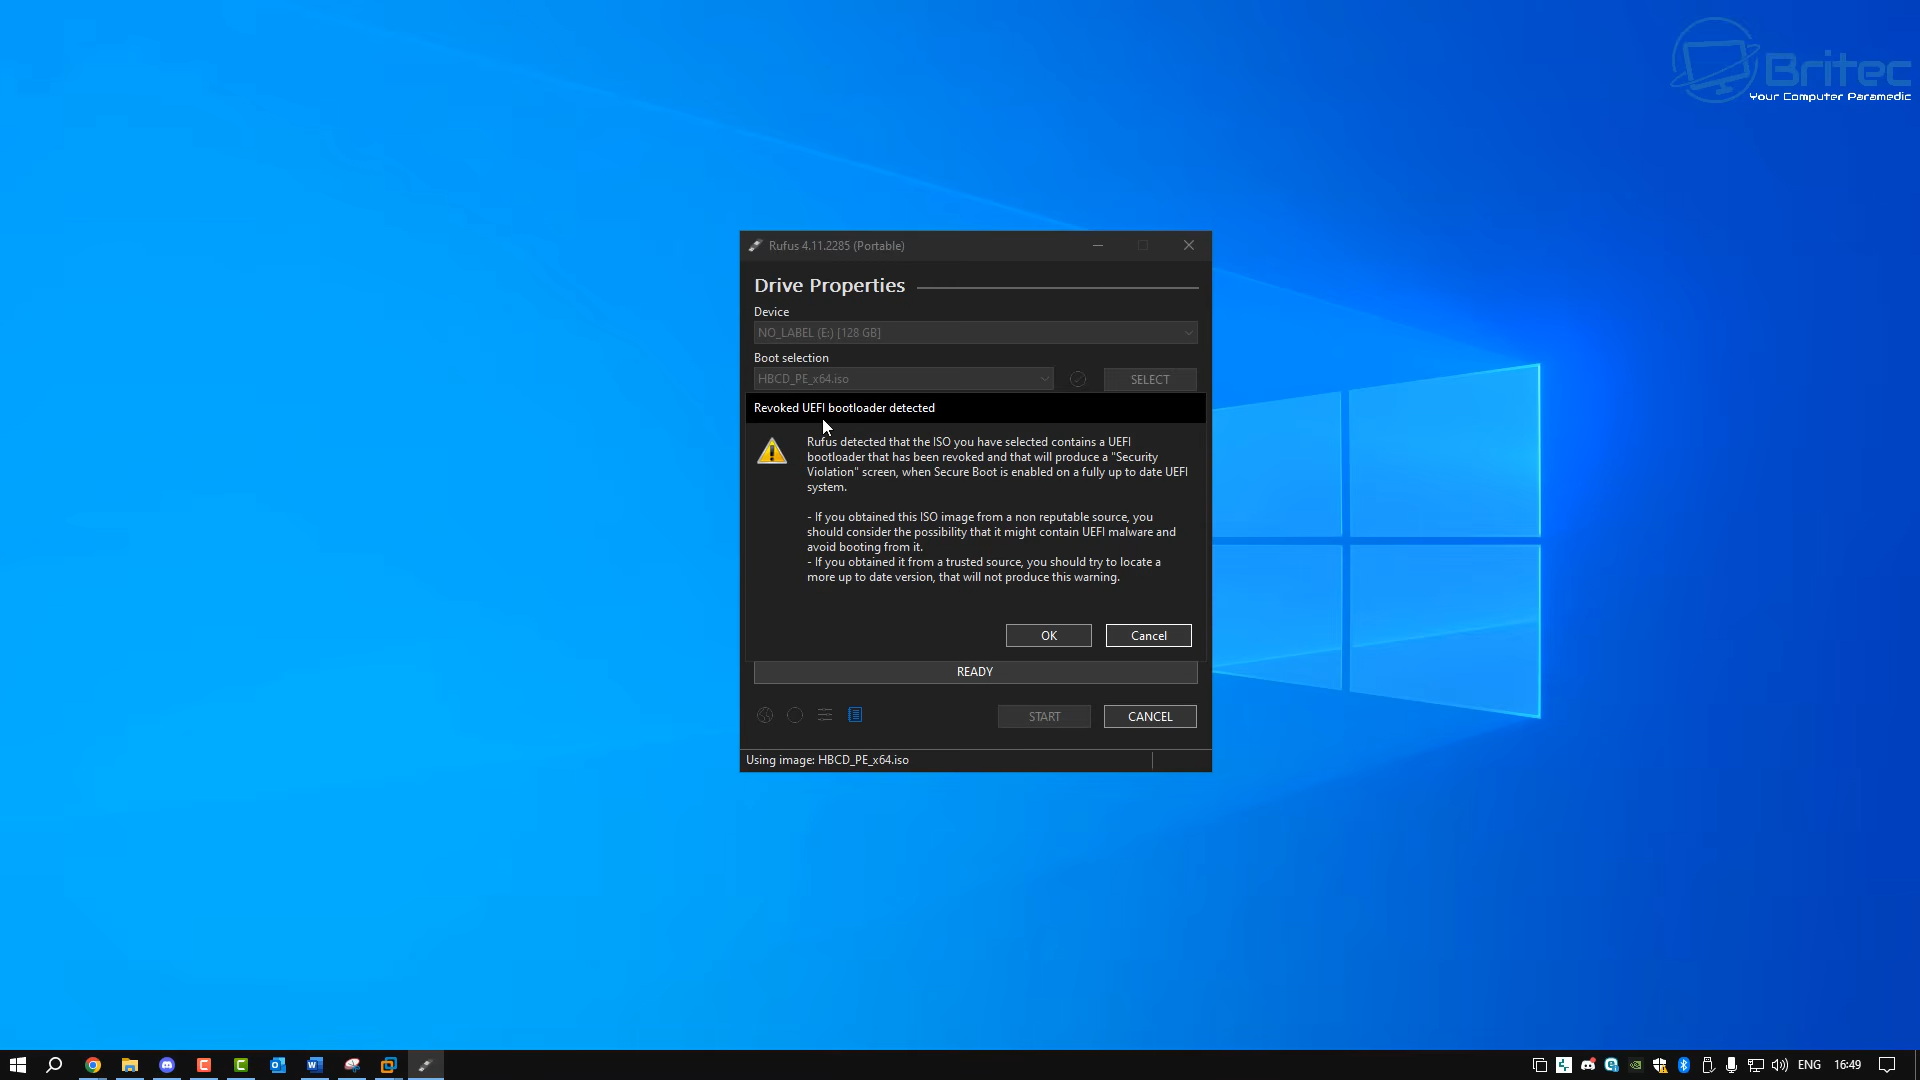 Britec
Your Computer Paramedic
Rufus 4.11.2285 (Portable)
Drive Properties
Device
NO_LABEL (E:) [128 GB]
Boot selection
HBCD_PE_x64.iso
SELECT
Revoked UEFI bootloader detected
Rufus detected that the ISO you have selected contains a UEFI
bootloader that has been revoked and that will produce a "Security
Violation" screen, when Secure Boot is enabled on a fully up to date UEFI
system.
- If you obtained this ISO image from a non reputable source, you
should consider the possibility that it might contain UEFI malware and
avoid booting from it.
- If you obtained it from a trusted source, you should try to locate a
more up to date version, that will not produce this warning.
OK
Cancel
READY
START
CANCEL
Using image: HBCD_PE_x64.iso
ENG
16:49